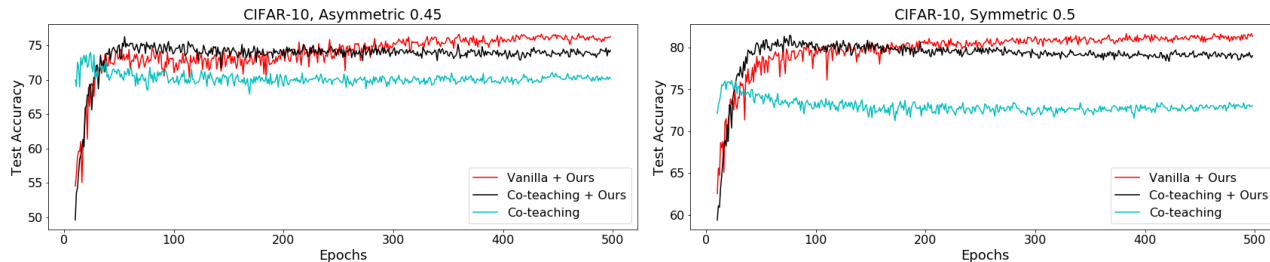 CIFAR-10, Asymmetric 0.45
Test Accuracy
75
70
65
60
55
50
0
100
200
300
400
500
Epochs
Vanilla + Ours
Co-teaching + Ours
Co-teaching
CIFAR-10, Symmetric 0.5
Test Accuracy
80
75
70
65
60
0
100
200
300
400
500
Epochs
Vanilla + Ours
Co-teaching + Ours
Co-teaching